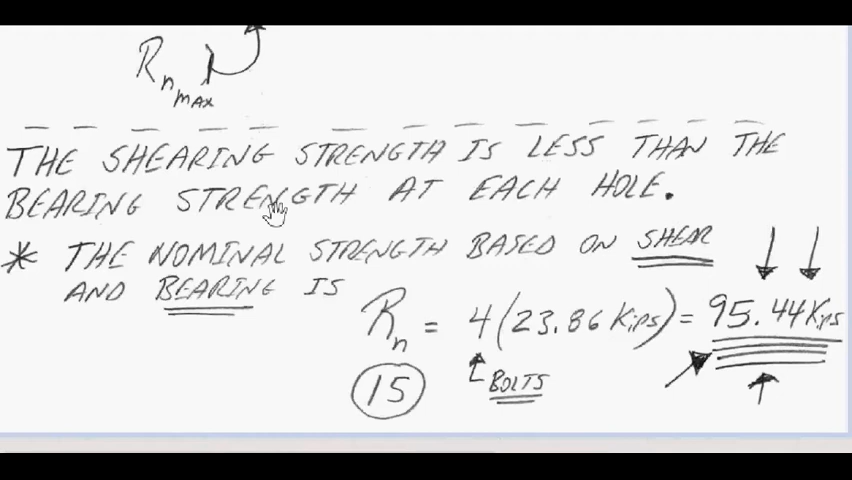 Rn MAX
THE SHEARING STRENGTH IS LESS THAN THE
BEARING STRENGTH AT EACH HOLE.
* THE NOMINAL STRENGTH BASED ON SHEAR
AND BEARING IS
Rn = 4(23.86 Kips) = 95.44 Kips
BOLTS
15